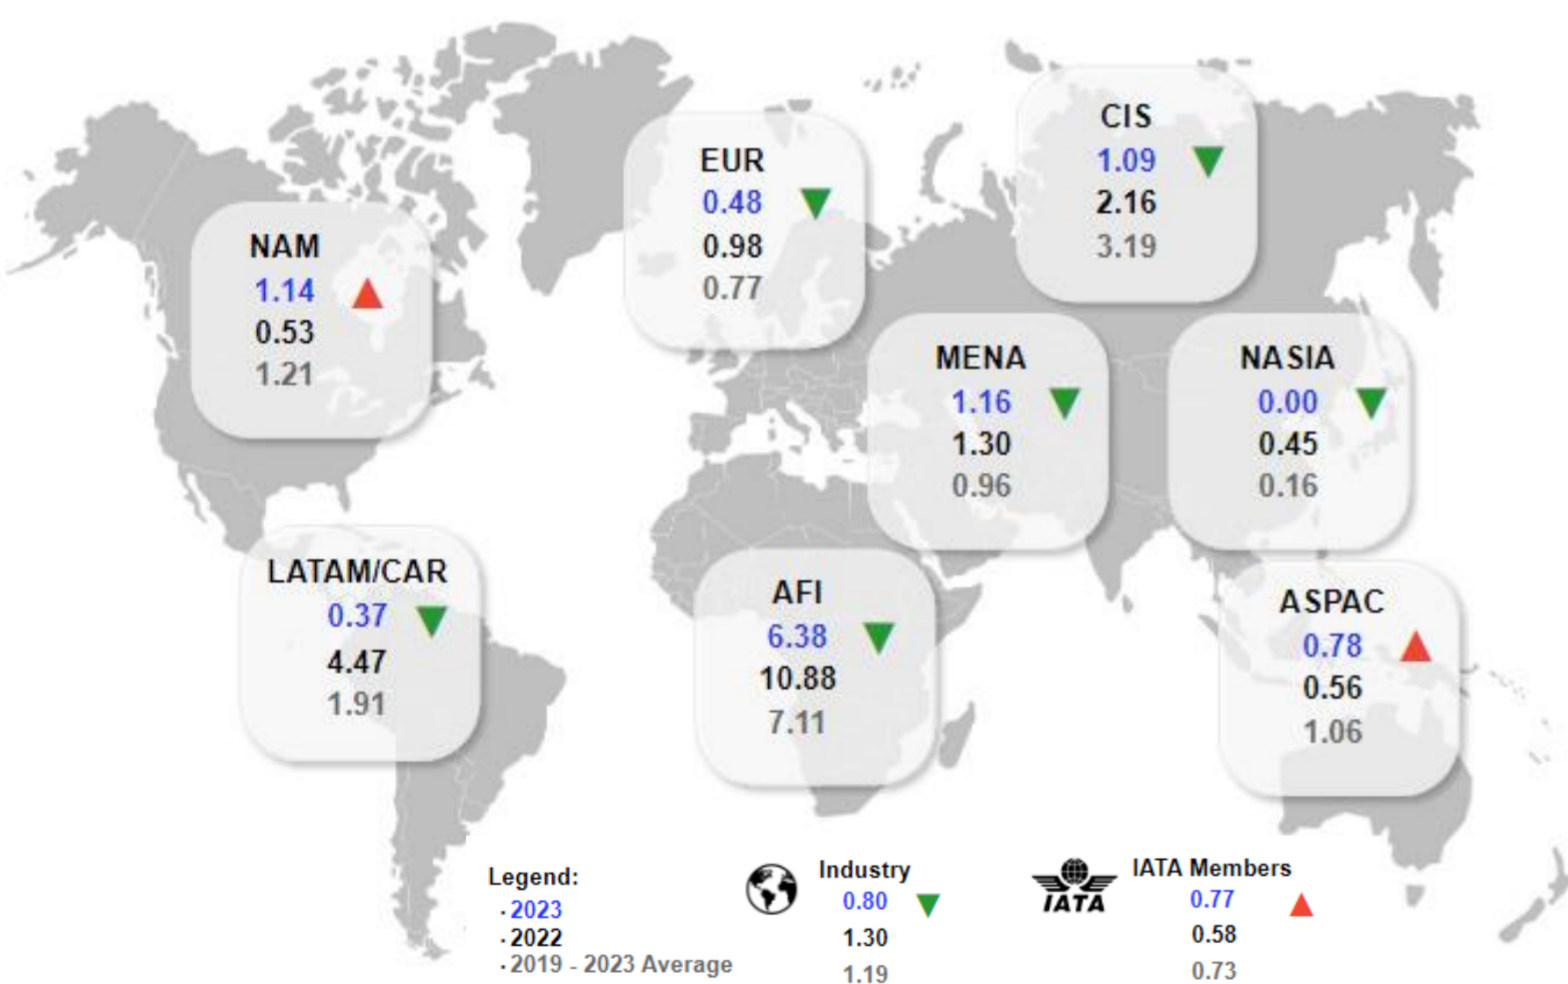 CIS
1.09
2.16
3.19
EUR
0.48
0.98
0.77
NAM
1.14
0.53
1.21
MENA
1.16
1.30
0.96
NASIA
0.00
0.45
0.16
LATAM/CAR
0.37
4.47
1.91
AFI
6.38
10.88
7.11
ASPAC
0.78
0.56
1.06
Legend:
· 2023
· 2022
· 2019 - 2023 Average
Industry
0.80
1.30
1.19
IATA
IATA Members
0.77
0.58
0.73